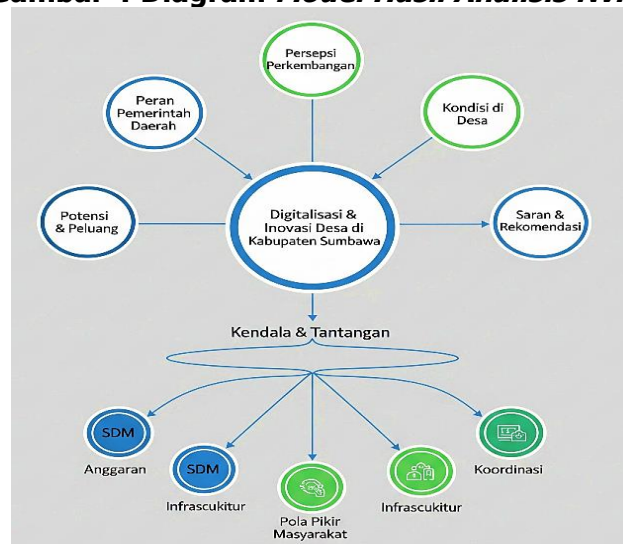 Persepsi
Perkembangan
Peran
Pemerintah
Daerah
Kondisi di
Desa
Potensi
& Peluang
Digitalisasi &
Inovasi Desa di
Kabupaten Sumbawa
Saran &
Rekomendasi
Kendala & Tantangan
SDM
Anggaran
SDM
Infrascukitur
Pola Pikir
Masyarakat
Infrascukitur
Koordinasi